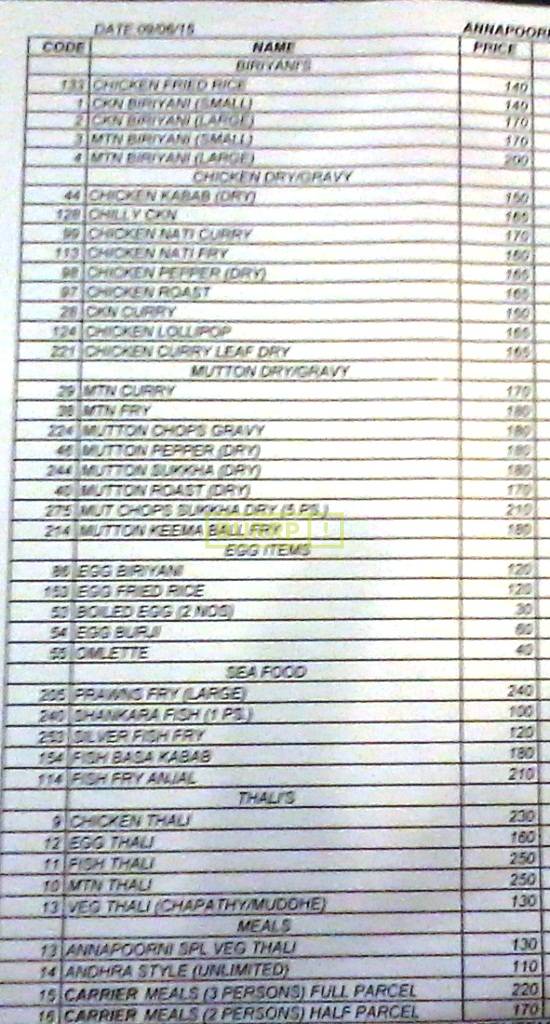 DATE 09/06/15 ANNAPOORN
CODE NAME PRICE
BIRIYANI'S
133 CHICKEN FRIED RICE 140
1 CKN BIRIYANI (SMALL) 140
2 CKN BIRIYANI (LARGE) 170
3 MTN BIRIYANI (SMALL) 170
4 MTN BIRIYANI (LARGE) 200
CHICKEN DRY/GRAVY
44 CHICKEN KABAB (DRY) 150
128 CHILLY CKN 165
99 CHICKEN NATI CURRY 170
113 CHICKEN NATI FRY 160
98 CHICKEN PEPPER (DRY) 165
97 CHICKEN ROAST 165
28 CKN CURRY 150
124 CHICKEN LOLLIPOP 165
221 CHICKEN CURRY LEAF DRY 165
MUTTON DRY/GRAVY
29 MTN CURRY 170
38 MTN FRY 180
224 MUTTON CHOPS GRAVY 180
46 MUTTON PEPPER (DRY) 180
244 MUTTON SUKKHA (DRY) 180
40 MUTTON ROAST (DRY) 170
275 MUT CHOPS SUKKHA DRY (5 PS.) 210
214 MUTTON KEEMA BALL FRY 180
EGG ITEMS
86 EGG BIRIYANI 120
153 EGG FRIED RICE 120
53 BOILED EGG (2 NOS) 30
54 EGG BURJI 60
55 OMLETTE 40
SEA FOOD
205 PRAWNS FRY (LARGE) 240
240 SHANKARA FISH (1 PS.) 100
253 SILVER FISH FRY 120
154 FISH BASA KABAB 180
114 FISH FRY ANJAL 210
THALI'S
9 CHICKEN THALI 230
12 EGG THALI 160
11 FISH THALI 250
10 MTN THALI 250
13 VEG THALI (CHAPATHY/MUDDHE) 130
MEALS
13 ANNAPOORNI SPL VEG THALI 130
14 ANDHRA STYLE (UNLIMITED) 110
15 CARRIER MEALS (3 PERSONS) FULL PARCEL 220
16 CARRIER MEALS (2 PERSONS) HALF PARCEL 170